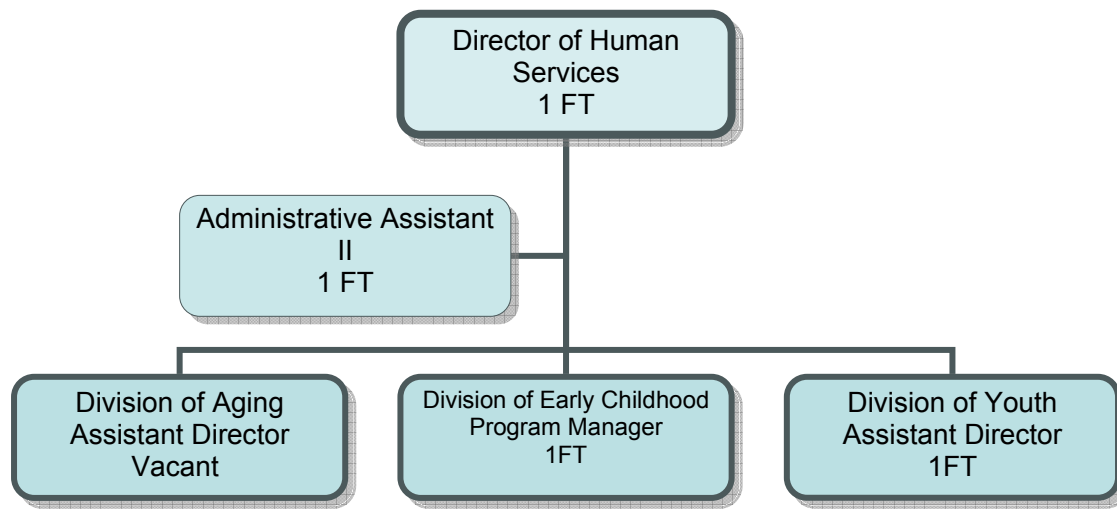 Director of Human
Services
1 FT
Administrative Assistant
II
1 FT
Division of Aging
Assistant Director
Vacant
Division of Early Childhood
Program Manager
1FT
Division of Youth
Assistant Director
1FT